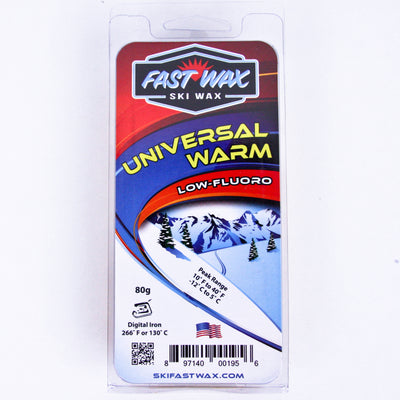 FAST WAX
SKI WAX
UNIVERSAL
WARM
LOW-FLUORO
Peak Range
10˚F to 40˚F
-12˚C to 5˚C
80g
Digital Iron
266˚ F or 130˚ C
8 97140 00195 6
SKIFASTWAX.COM